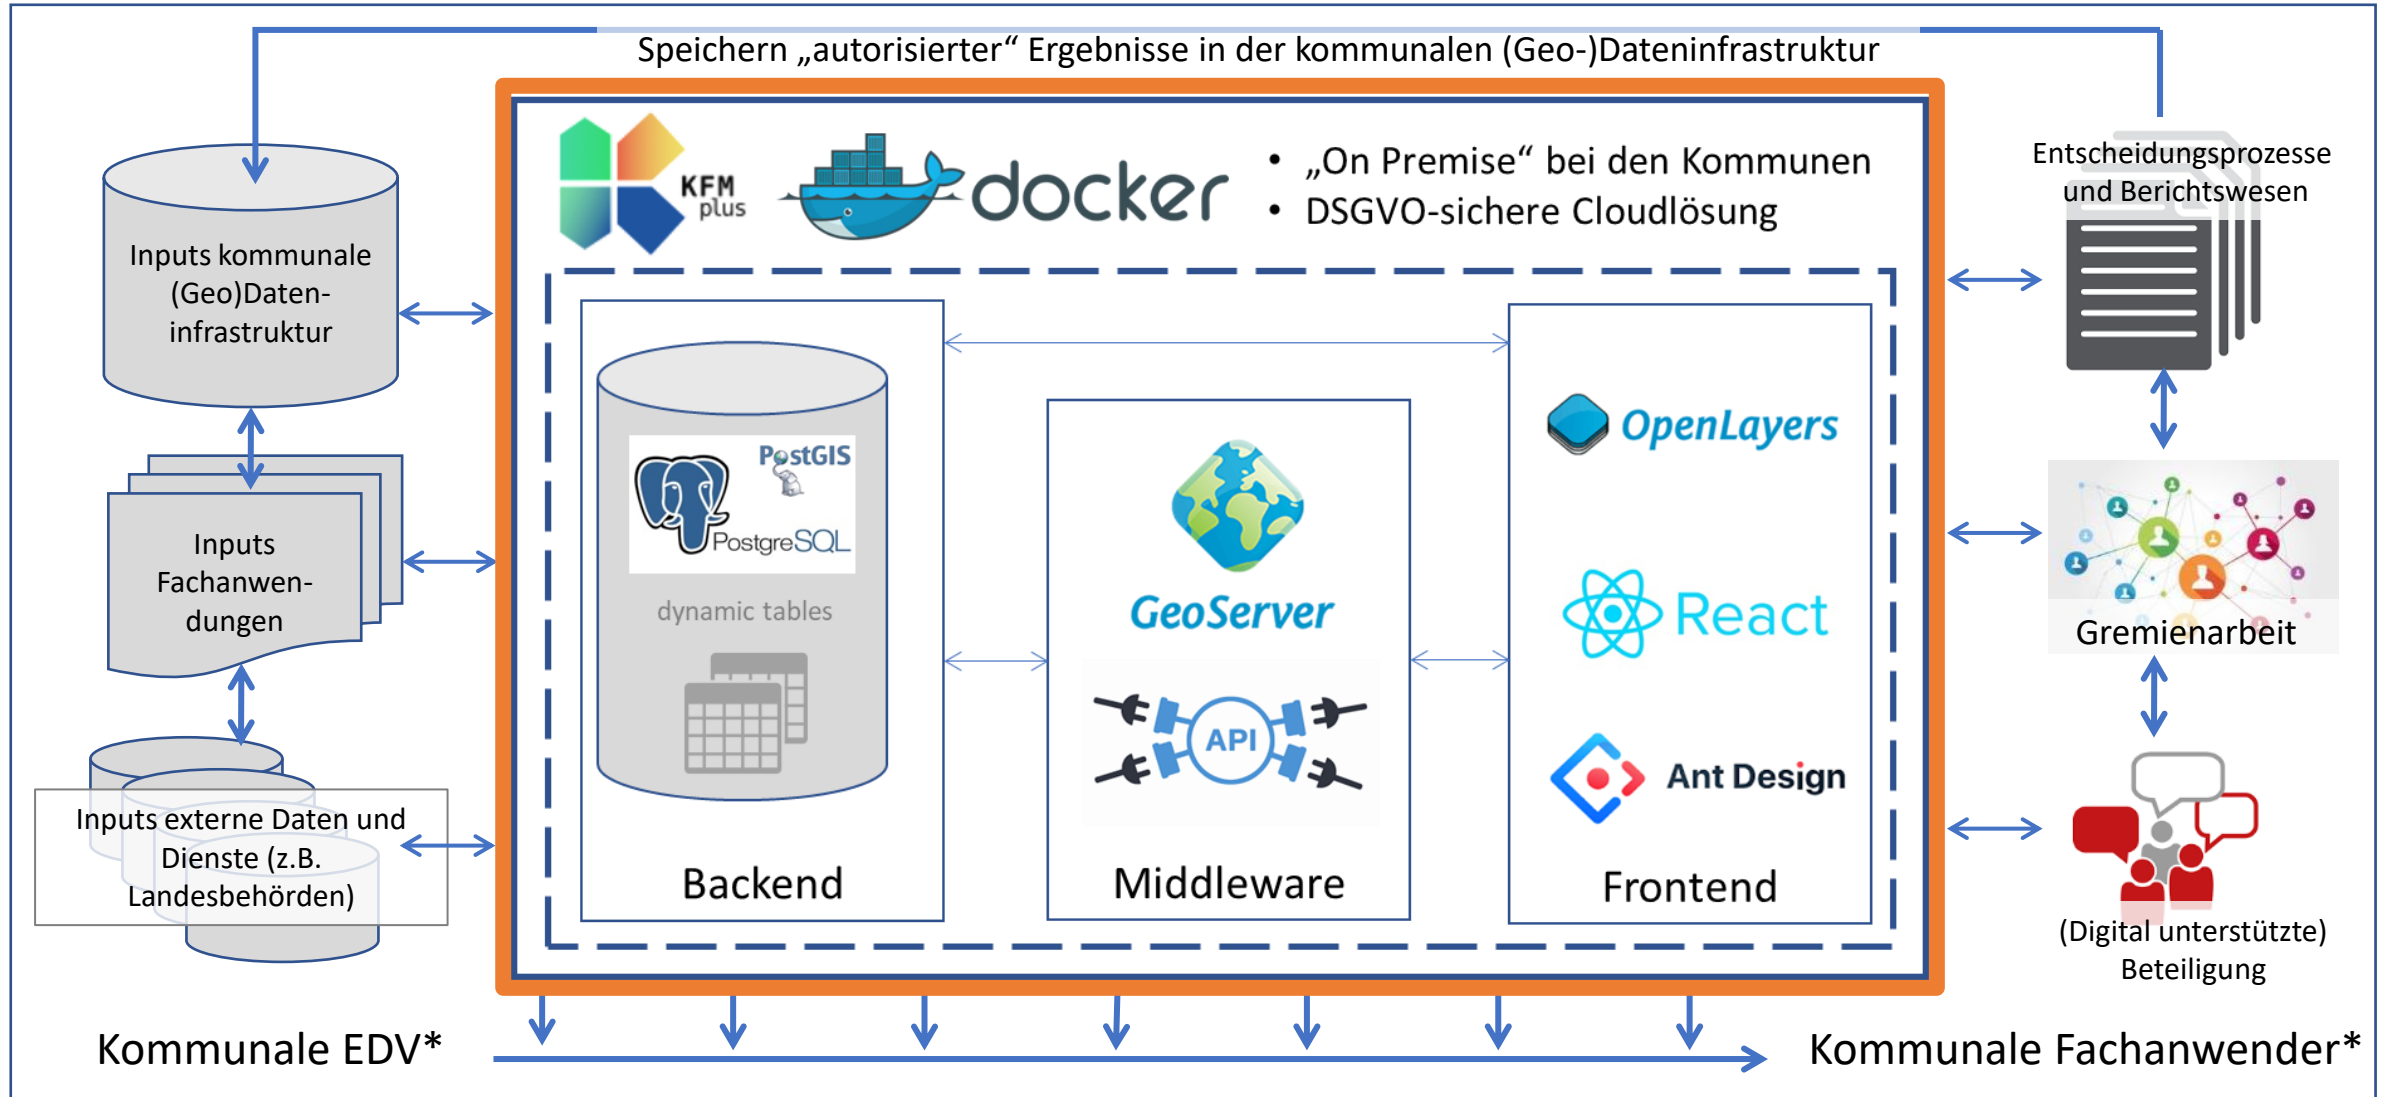 Speichern „autorisierter“ Ergebnisse in der kommunalen (Geo-)Dateninfrastruktur
Inputs kommunale
(Geo)Daten-
infrastruktur
Inputs
Fachanwen-
dungen
Inputs externe Daten und
Dienste (z.B.
Landesbehörden)
KFM
plus
docker
• „On Premise“ bei den Kommunen
• DSGVO-sichere Cloudlösung
PostGIS
PostgreSQL
dynamic tables
Backend
GeoServer
API
Middleware
OpenLayers
React
Ant Design
Frontend
Entscheidungsprozesse
und Berichtswesen
Gremienarbeit
(Digital unterstützte)
Beteiligung
Kommunale EDV*
Kommunale Fachanwender*